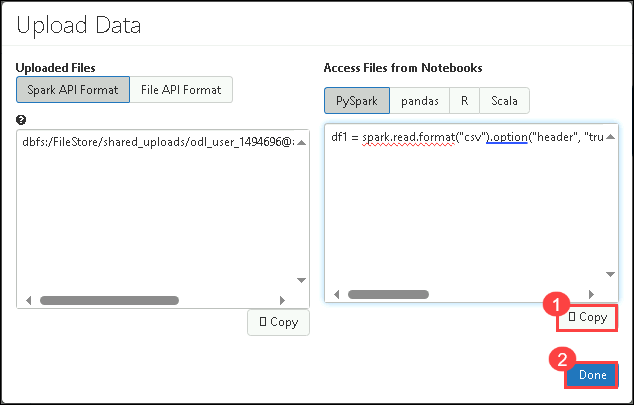 Upload Data
Uploaded Files
Spark API Format File API Format
dbfs:/FileStore/shared_uploads/odl_user_1494696@
Copy
Access Files from Notebooks
PySpark pandas R Scala
df1 = spark.read.format("csv").option("header", "tru
1
Copy
2
Done